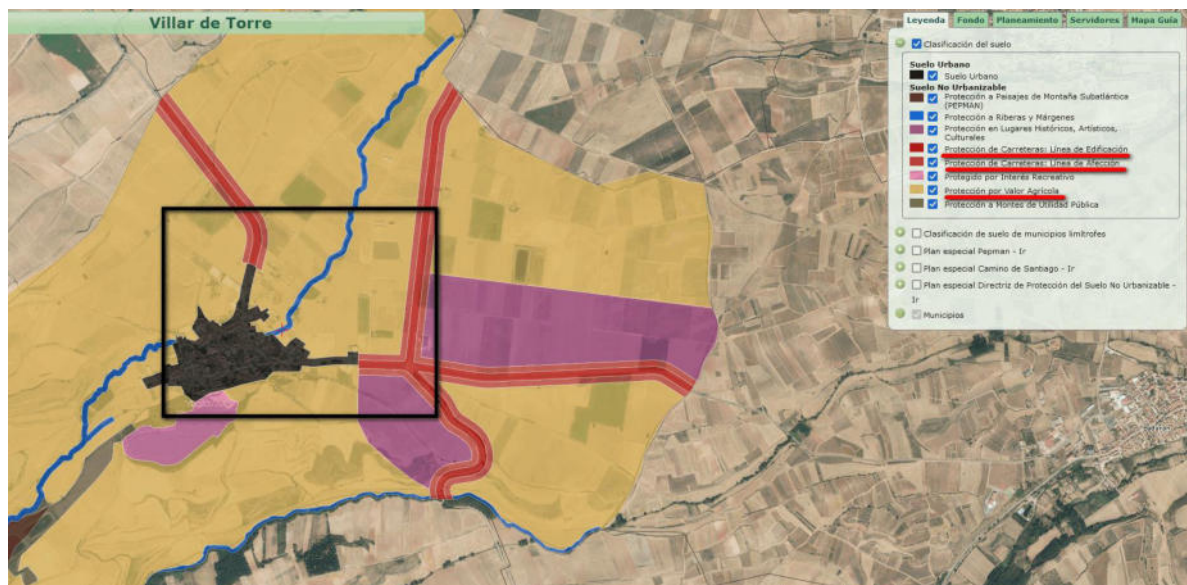 Villar de Torre
Leyenda Fondo Planeamiento Servidores Mapa Guía
Clasificación del suelo
Suelo Urbano
Suelo Urbano
Suelo No Urbanizable
Protección a Paisajes de Montaña Subatlántica
(PEPMAN)
Protección a Riberas y Márgenes
Protección en Lugares Históricos, Artísticos,
Culturales
Protección de Carreteras: Línea de Edificación
Protección de Carreteras: Línea de Afección
Protegido por Interés Recreativo
Protección por Valor Agrícola
Protección a Montes de Utilidad Pública
Clasificación de suelo de municipios limítrofes
Plan especial Pepman - Ir
Plan especial Camino de Santiago - Ir
Plan especial Directriz de Protección del Suelo No Urbanizable -
Ir
Municipios